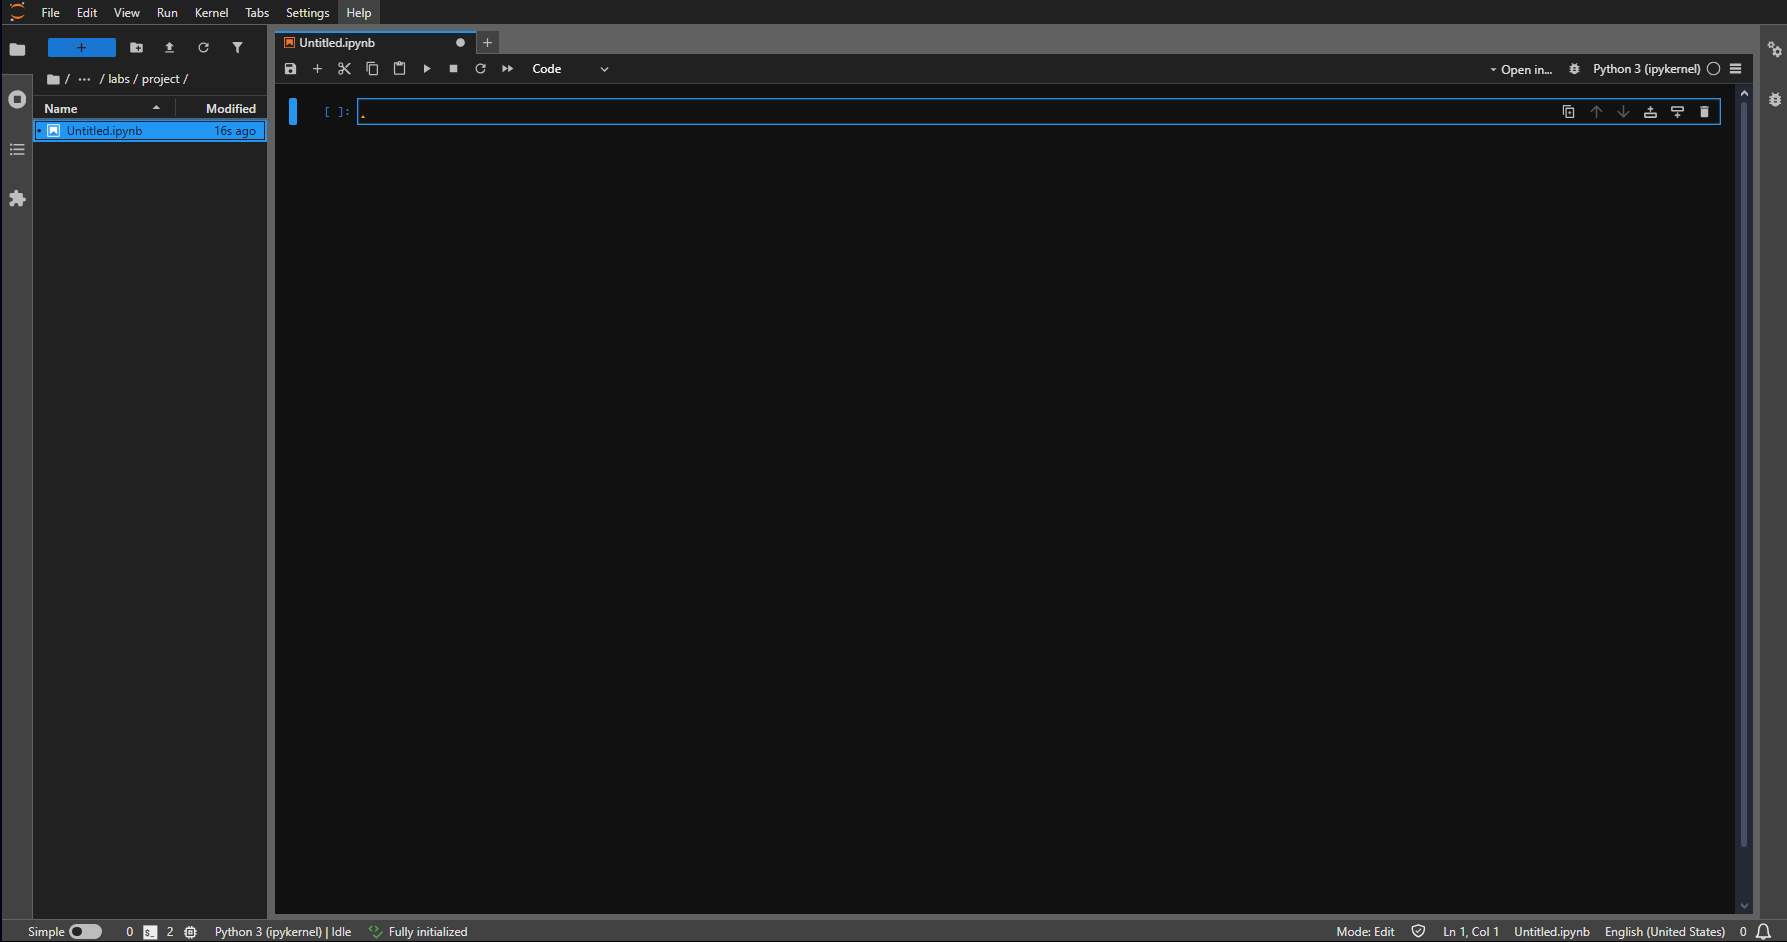 File Edit View Run Kernel Tabs Settings Help
Untitled.ipynb
/ ··· / labs / project /
Code
Open in...
Python 3 (ipykernel)
Name Modified
Untitled.ipynb 16s ago
[ ]:
Simple 0 $_ 2 Python 3 (ipykernel) | Idle Fully initialized Mode: Edit Ln 1, Col 1 Untitled.ipynb English (United States) 0